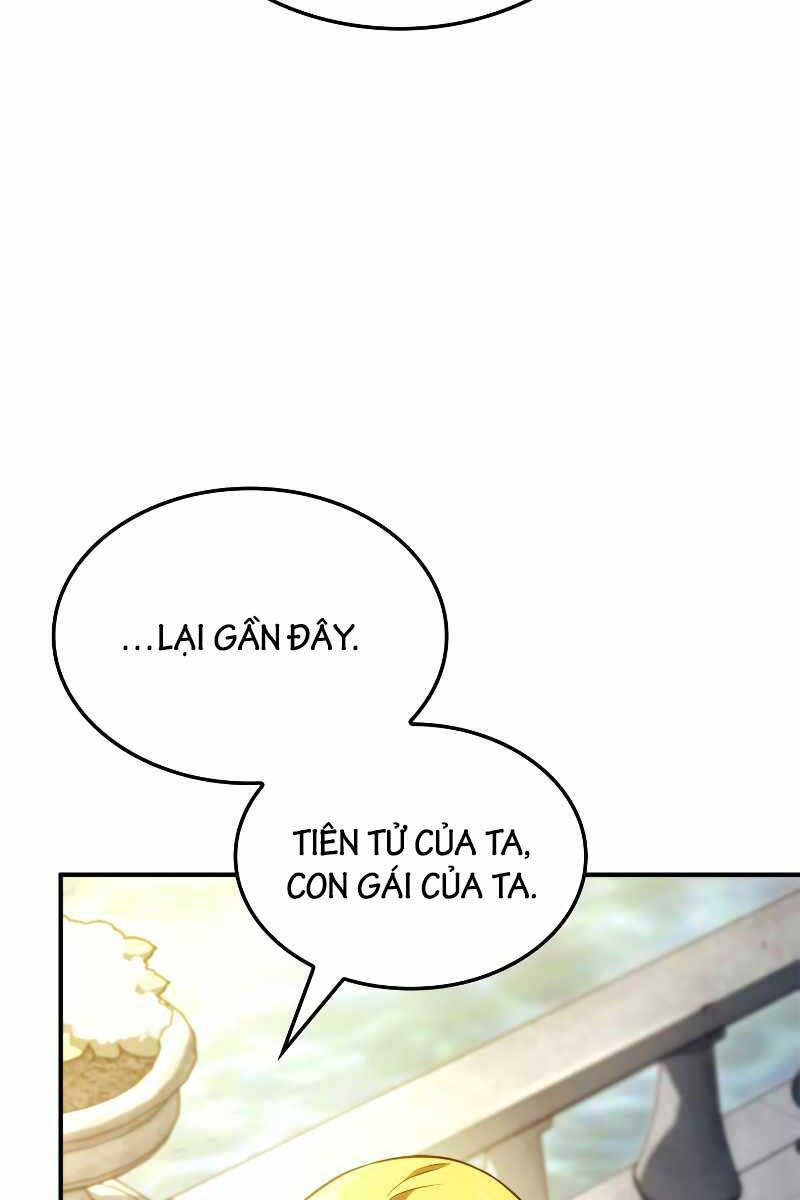 ...LẠI GẦN ĐÂY.
TIÊN TỬ CỦA TA,
CON GÁI CỦA TA.